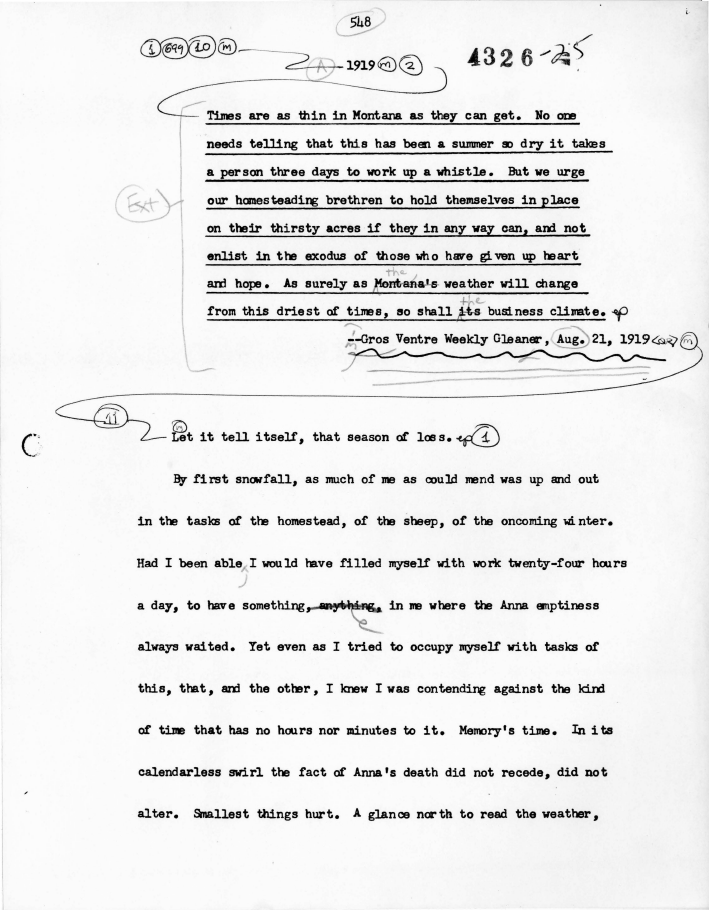 548
1 699 10 m
A - 1919 m 2
4326-25
Times are as thin in Montana as they can get. No one
needs telling that this has been a summer so dry it takes
a person three days to work up a whistle. But we urge
our homesteading brethren to hold themselves in place
Ext
on their thirsty acres if they in any way can, and not
enlist in the exodus of those who have given up heart
and hope. As surely as Montana's weather will change
the
from this driest of times, so shall its business climate.
the
--Gros Ventre Weekly Gleaner, Aug. 21, 1919 m
11
Let it tell itself, that season of loss. 1
By first snowfall, as much of me as could mend was up and out
in the tasks of the homestead, of the sheep, of the oncoming winter.
Had I been able, I would have filled myself with work twenty-four hours
a day, to have something, anything, in me where the Anna emptiness
always waited. Yet even as I tried to occupy myself with tasks of
this, that, and the other, I knew I was contending against the kind
of time that has no hours nor minutes to it. Memory's time. In its
calendarless swirl the fact of Anna's death did not recede, did not
alter. Smallest things hurt. A glance north to read the weather,